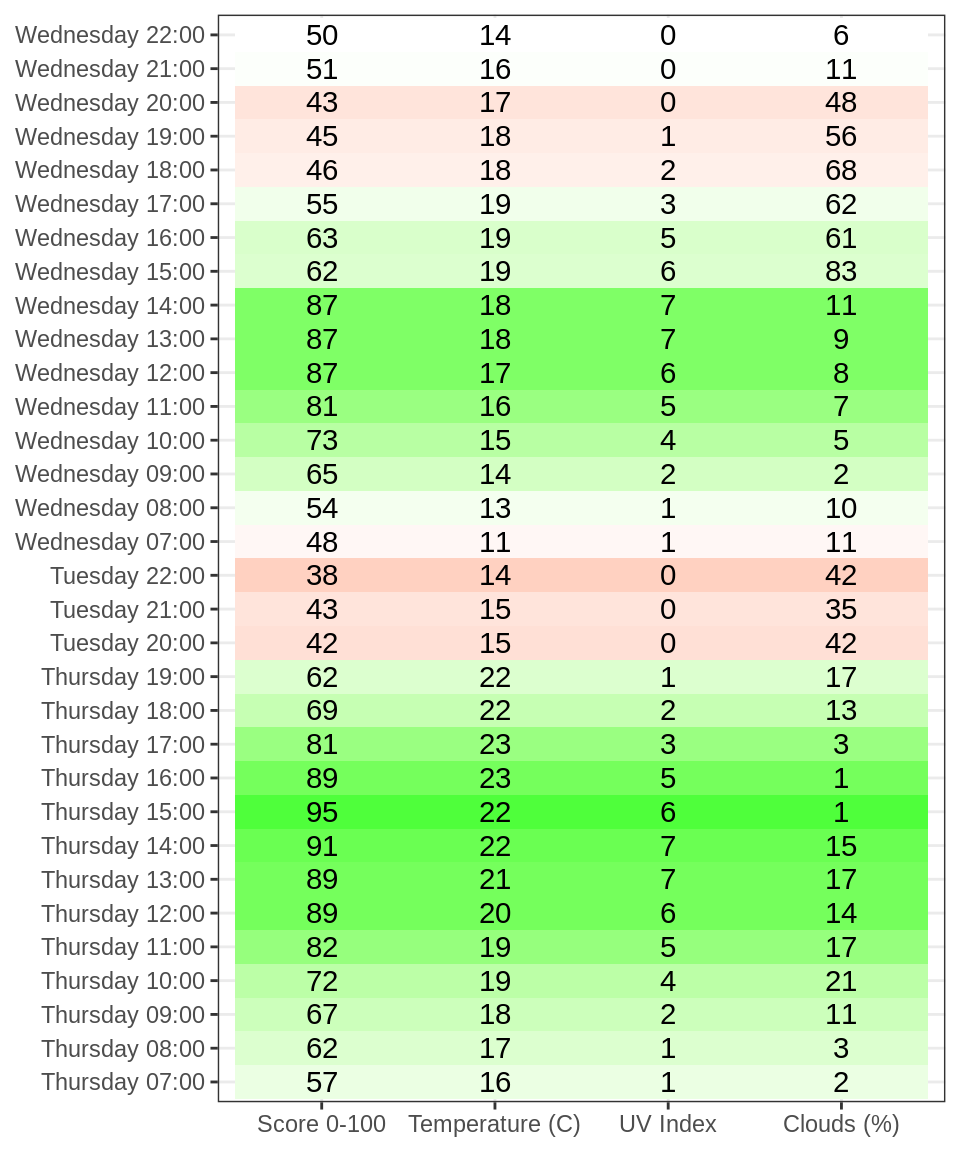 Wednesday 22:00 50 14 0 6
Wednesday 21:00 51 16 0 11
Wednesday 20:00 43 17 0 48
Wednesday 19:00 45 18 1 56
Wednesday 18:00 46 18 2 68
Wednesday 17:00 55 19 3 62
Wednesday 16:00 63 19 5 61
Wednesday 15:00 62 19 6 83
Wednesday 14:00 87 18 7 11
Wednesday 13:00 87 18 7 9
Wednesday 12:00 87 17 6 8
Wednesday 11:00 81 16 5 7
Wednesday 10:00 73 15 4 5
Wednesday 09:00 65 14 2 2
Wednesday 08:00 54 13 1 10
Wednesday 07:00 48 11 1 11
Tuesday 22:00 38 14 0 42
Tuesday 21:00 43 15 0 35
Tuesday 20:00 42 15 0 42
Thursday 19:00 62 22 1 17
Thursday 18:00 69 22 2 13
Thursday 17:00 81 23 3 3
Thursday 16:00 89 23 5 1
Thursday 15:00 95 22 6 1
Thursday 14:00 91 22 7 15
Thursday 13:00 89 21 7 17
Thursday 12:00 89 20 6 14
Thursday 11:00 82 19 5 17
Thursday 10:00 72 19 4 21
Thursday 09:00 67 18 2 11
Thursday 08:00 62 17 1 3
Thursday 07:00 57 16 1 2
Score 0-100 Temperature (C) UV Index Clouds (%)